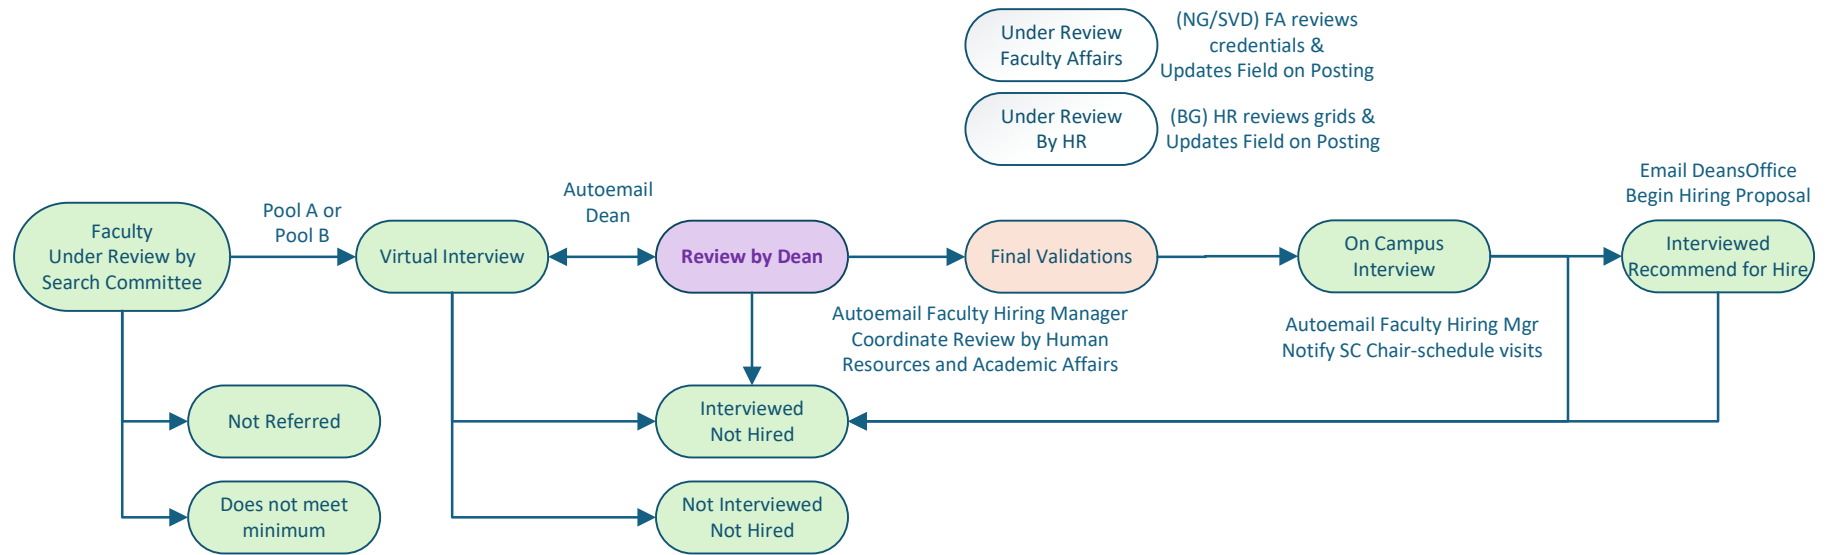 Under Review
Faculty Affairs
(NG/SVD) FA reviews
credentials &
Updates Field on Posting
Under Review
By HR
(BG) HR reviews grids &
Updates Field on Posting
Faculty
Under Review by
Search Committee
Pool A or
Pool B
Virtual Interview
Autoemail
Dean
Review by Dean
Final Validations
On Campus
Interview
Email DeansOffice
Begin Hiring Proposal
Interviewed
Recommend for Hire
Autoemail Faculty Hiring Manager
Coordinate Review by Human
Resources and Academic Affairs
Autoemail Faculty Hiring Mgr
Notify SC Chair-schedule visits
Not Referred
Interviewed
Not Hired
Does not meet
minimum
Not Interviewed
Not Hired